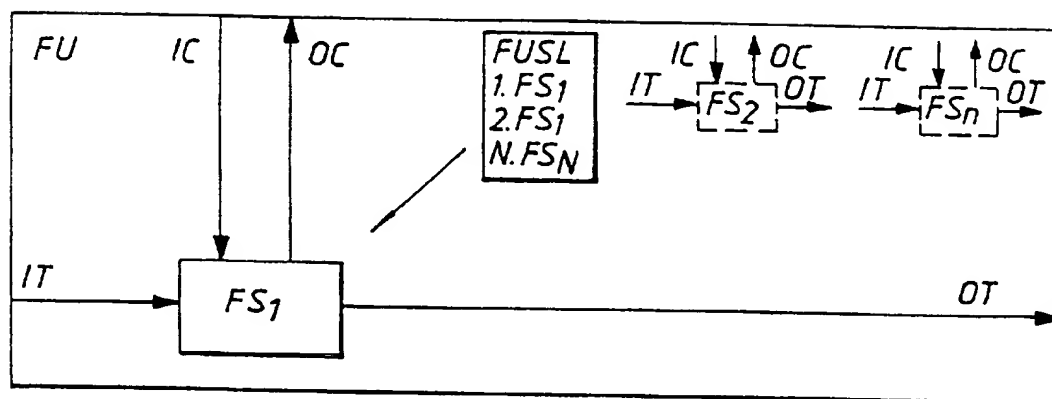 FU
IC
OC
FUSL
1. FS1
2. FS1
N. FSN
IC
OC
IT
FS2
OT
IC
OC
IT
FSn
OT
IT
FS1
OT